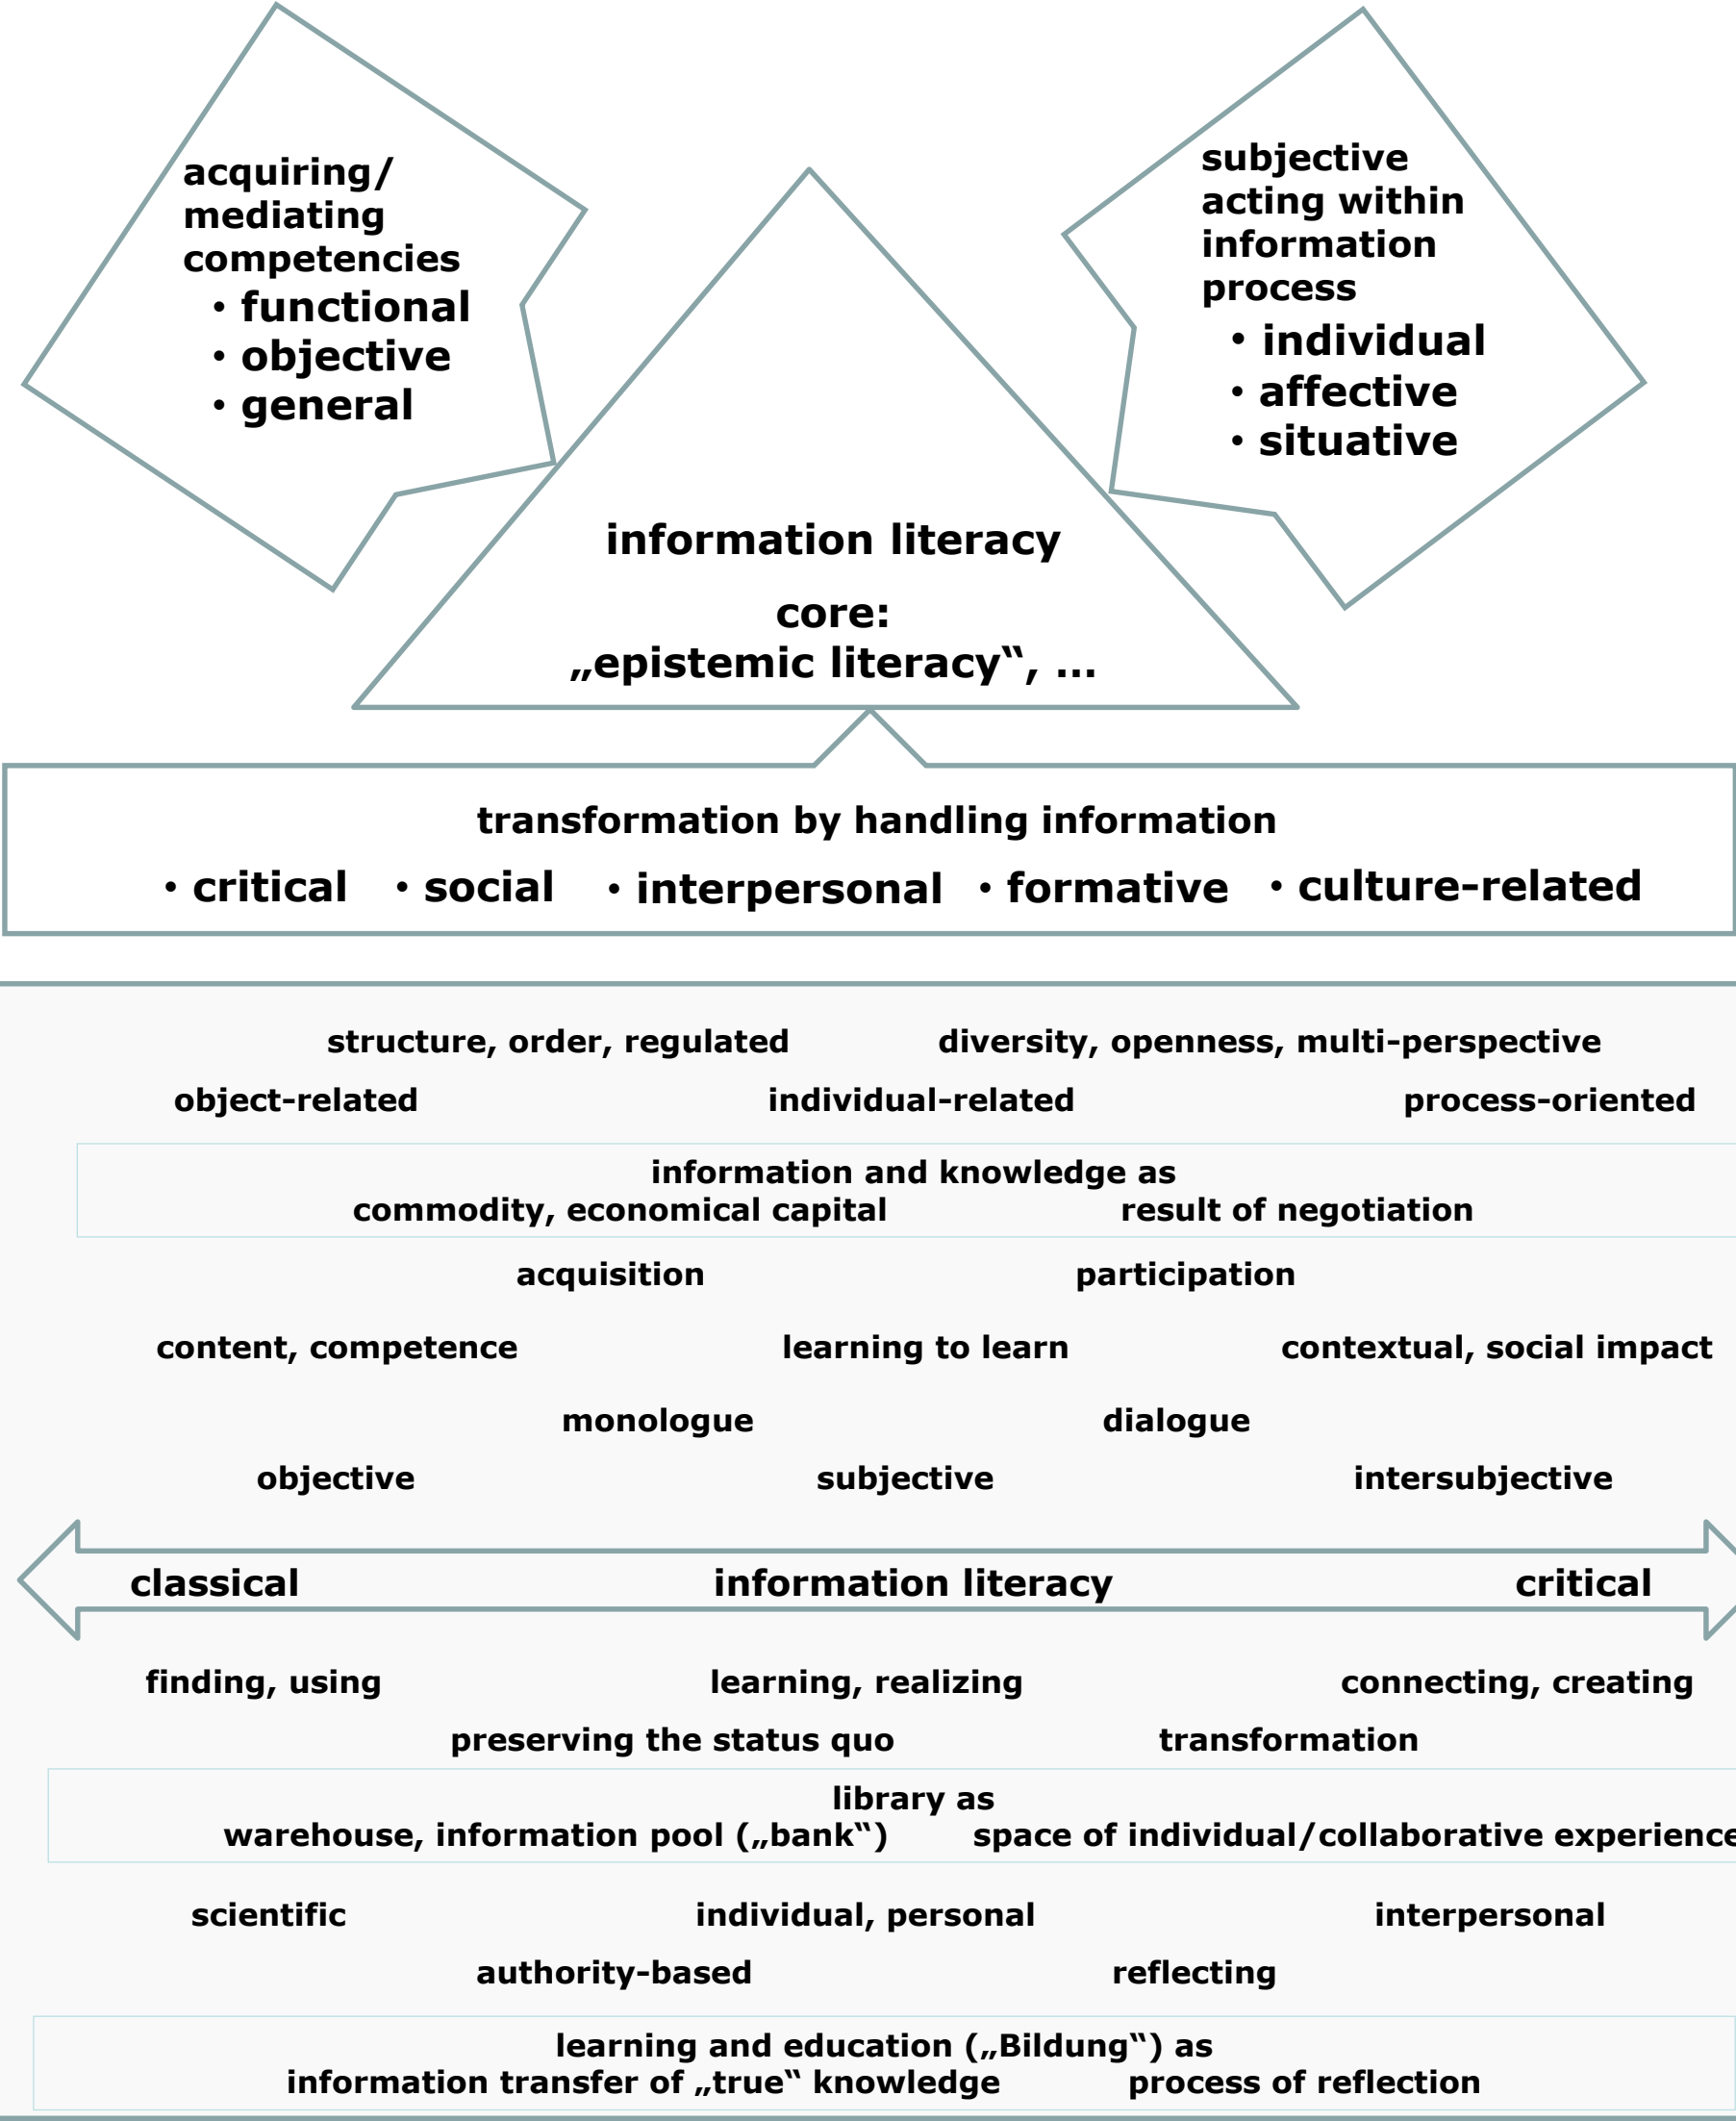 acquiring/
mediating
competencies
• functional
• objective
• general
subjective
acting within
information
process
• individual
• affective
• situative
information literacy
core:
„epistemic literacy“, ...
transformation by handling information
• critical • social • interpersonal • formative • culture-related
structure, order, regulated diversity, openness, multi-perspective
object-related individual-related process-oriented
information and knowledge as
commodity, economical capital result of negotiation
acquisition participation
content, competence learning to learn contextual, social impact
monologue dialogue
objective subjective intersubjective
classical information literacy critical
finding, using learning, realizing connecting, creating
preserving the status quo transformation
library as
warehouse, information pool („bank“) space of individual/collaborative experience
scientific individual, personal interpersonal
authority-based reflecting
learning and education („Bildung“) as
information transfer of „true“ knowledge process of reflection